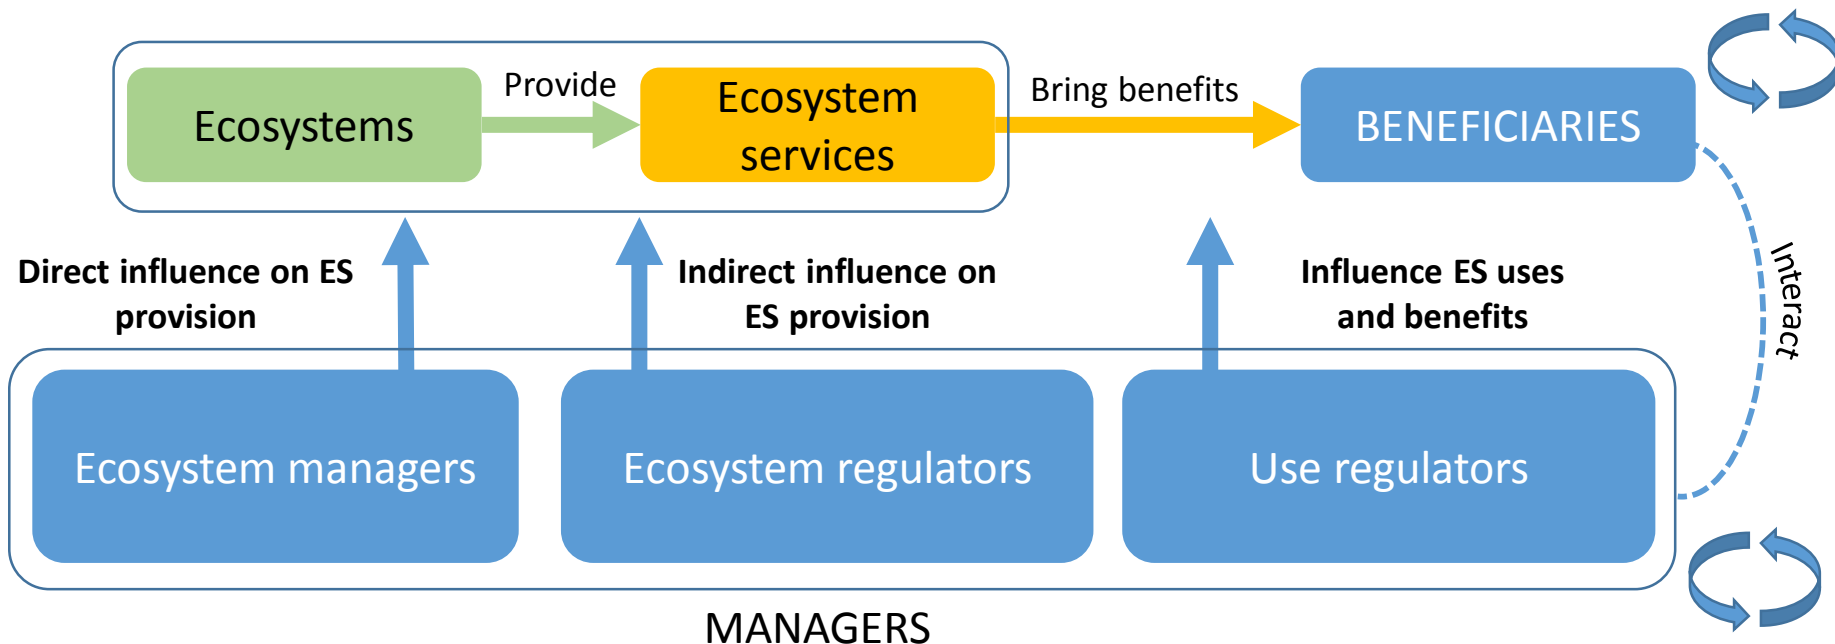 Ecosystems
Provide
Ecosystem
services
Bring benefits
BENEFICIARIES
Direct influence on ES
provision
Indirect influence on
ES provision
Influence ES uses
and benefits
Interact
Ecosystem managers
Ecosystem regulators
Use regulators
MANAGERS